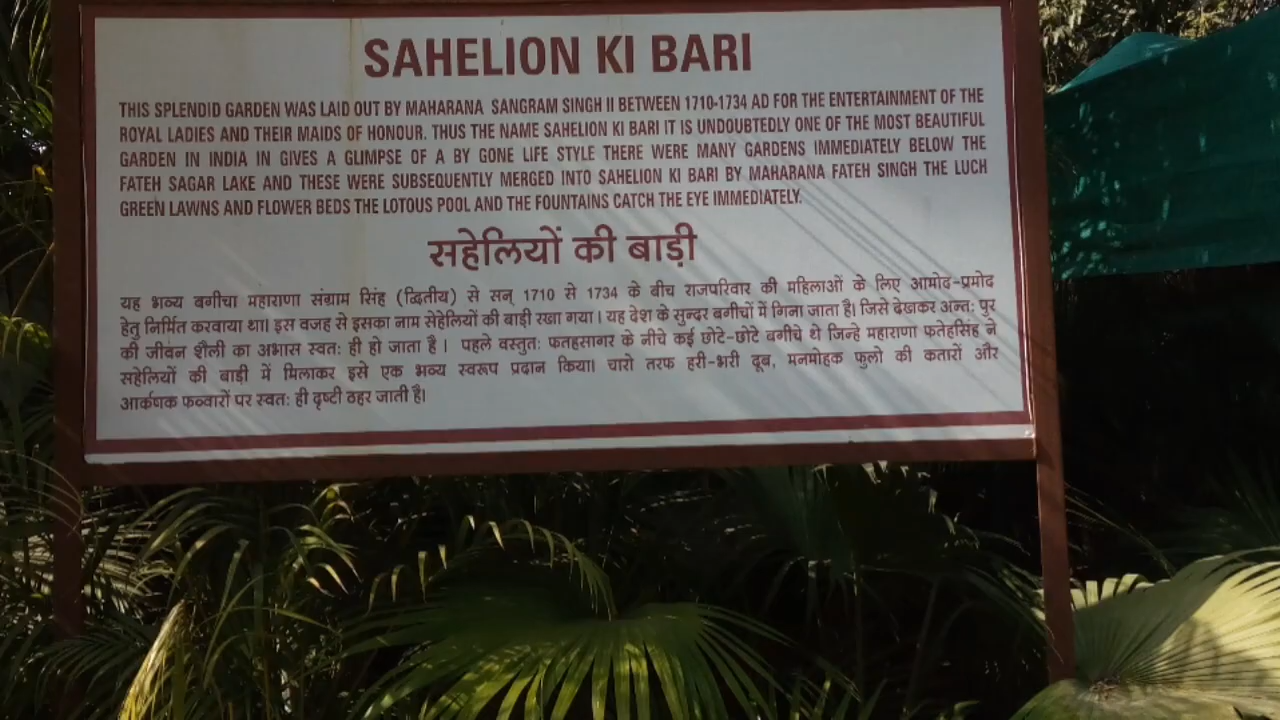 SAHELION KI BARI
THIS SPLENDID GARDEN WAS LAID OUT BY MAHARANA SANGRAM SINGH II BETWEEN 1710-1734 AD FOR THE ENTERTAINMENT OF THE
ROYAL LADIES AND THEIR MAIDS OF HONOUR. THUS THE NAME SAHELION KI BARI IT IS UNDOUBTEDLY ONE OF THE MOST BEAUTIFUL
GARDEN IN INDIA IN GIVES A GLIMPSE OF A BY GONE LIFE STYLE THERE WERE MANY GARDENS IMMEDIATELY BELOW THE
FATEH SAGAR LAKE AND THESE WERE SUBSEQUENTLY MERGED INTO SAHELION KI BARI BY MAHARANA FATEH SINGH THE LUCH
GREEN LAWNS AND FLOWER BEDS THE LOTOUS POOL AND THE FOUNTAINS CATCH THE EYE IMMEDIATELY.
सहेलियों की बाड़ी
यह भव्य बगीचा महाराणा संग्राम सिंह (द्वितीय) से सन् 1710 से 1734 के बीच राजपरिवार की महिलाओं के लिए आमोद-प्रमोद
हेतु निर्मित करवाया था। इस वजह से इसका नाम सेहेलियों की बाड़ी रखा गया। यह देश के सुन्दर बगीचों में गिना जाता है। जिसे देखकर अन्त: पुर
की जीवन शैली का अभास स्वत: ही हो जाता है। पहले वस्तुत: फतहसागर के नीचे कई छोटे-छोटे बगीचे थे जिन्हे महाराणा फतेहसिंह ने
सहेलियों की बाड़ी में मिलाकर इसे एक भव्य स्वरूप प्रदान किया। चारो तरफ हरी-भरी दूब, मनमोहक फुलो की कतारों और
आर्कषक फव्वारों पर स्वत: ही दृष्टी ठहर जाती है।